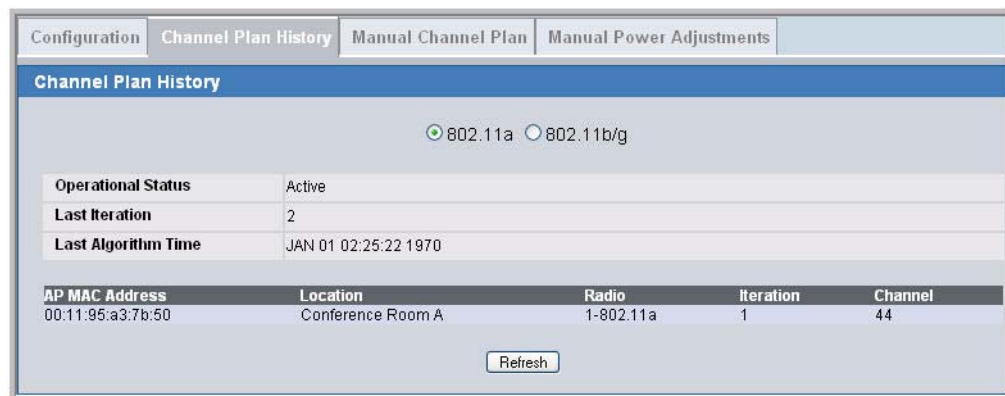 Configuration Channel Plan History Manual Channel Plan Manual Power Adjustments
Channel Plan History
802.11a 802.11b/g
Operational Status Active
Last Iteration 2
Last Algorithm Time JAN 01 02:25:22 1970
AP MAC Address Location Radio Iteration Channel
00:11:95:a3:7b:50 Conference Room A 1-802.11a 1 44
Refresh